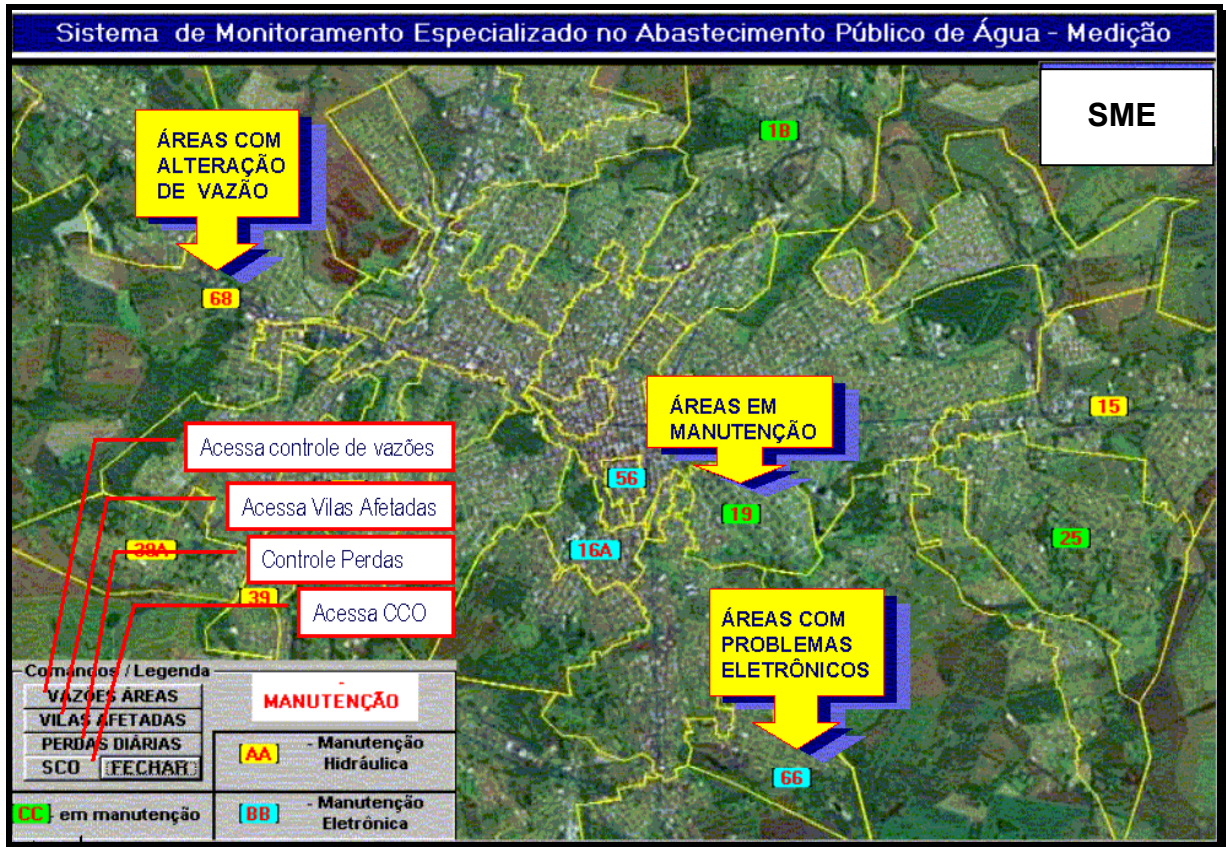 Sistema de Monitoramento Especializado no Abastecimento Público de Água - Medição
SME
ÁREAS COM
ALTERAÇÃO
DE VAZÃO
1B
68
ÁREAS EM
MANUTENÇÃO
15
Acessa controle de vazões
56
Acessa Vilas Afetadas
19
38A
Controle Perdas
16A
25
39
Acessa CCO
ÁREAS COM
PROBLEMAS
ELETRÔNICOS
66
Comandos / Legenda
VAZÕES ÁREAS
VILAS AFETADAS
PERDAS DIÁRIAS
SCO FECHAR
CC - em manutenção
-
MANUTENÇÃO
AA - Manutenção
Hidráulica
BB - Manutenção
Eletrônica